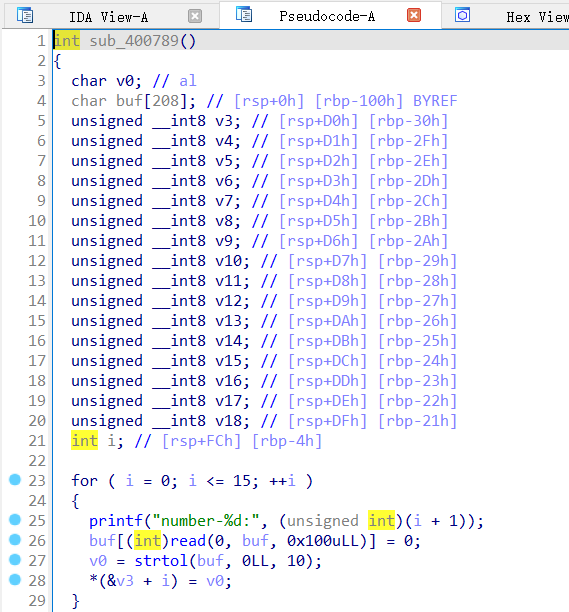 IDA View-A Pseudocode-A Hex View
1 int sub_400789()
2 {
3 char v0; // al
4 char buf[208]; // [rsp+0h] [rbp-100h] BYREF
5 unsigned __int8 v3; // [rsp+D0h] [rbp-30h]
6 unsigned __int8 v4; // [rsp+D1h] [rbp-2Fh]
7 unsigned __int8 v5; // [rsp+D2h] [rbp-2Eh]
8 unsigned __int8 v6; // [rsp+D3h] [rbp-2Dh]
9 unsigned __int8 v7; // [rsp+D4h] [rbp-2Ch]
10 unsigned __int8 v8; // [rsp+D5h] [rbp-2Bh]
11 unsigned __int8 v9; // [rsp+D6h] [rbp-2Ah]
12 unsigned __int8 v10; // [rsp+D7h] [rbp-29h]
13 unsigned __int8 v11; // [rsp+D8h] [rbp-28h]
14 unsigned __int8 v12; // [rsp+D9h] [rbp-27h]
15 unsigned __int8 v13; // [rsp+DAh] [rbp-26h]
16 unsigned __int8 v14; // [rsp+DBh] [rbp-25h]
17 unsigned __int8 v15; // [rsp+DCh] [rbp-24h]
18 unsigned __int8 v16; // [rsp+DDh] [rbp-23h]
19 unsigned __int8 v17; // [rsp+DEh] [rbp-22h]
20 unsigned __int8 v18; // [rsp+DFh] [rbp-21h]
21 int i; // [rsp+FCh] [rbp-4h]
22
23 for ( i = 0; i <= 15; ++i )
24 {
25 printf("number-%d:", (unsigned int)(i + 1));
26 buf[(int)read(0, buf, 0x100uLL)] = 0;
27 v0 = strtol(buf, 0LL, 10);
28 *(&v3 + i) = v0;
29 }